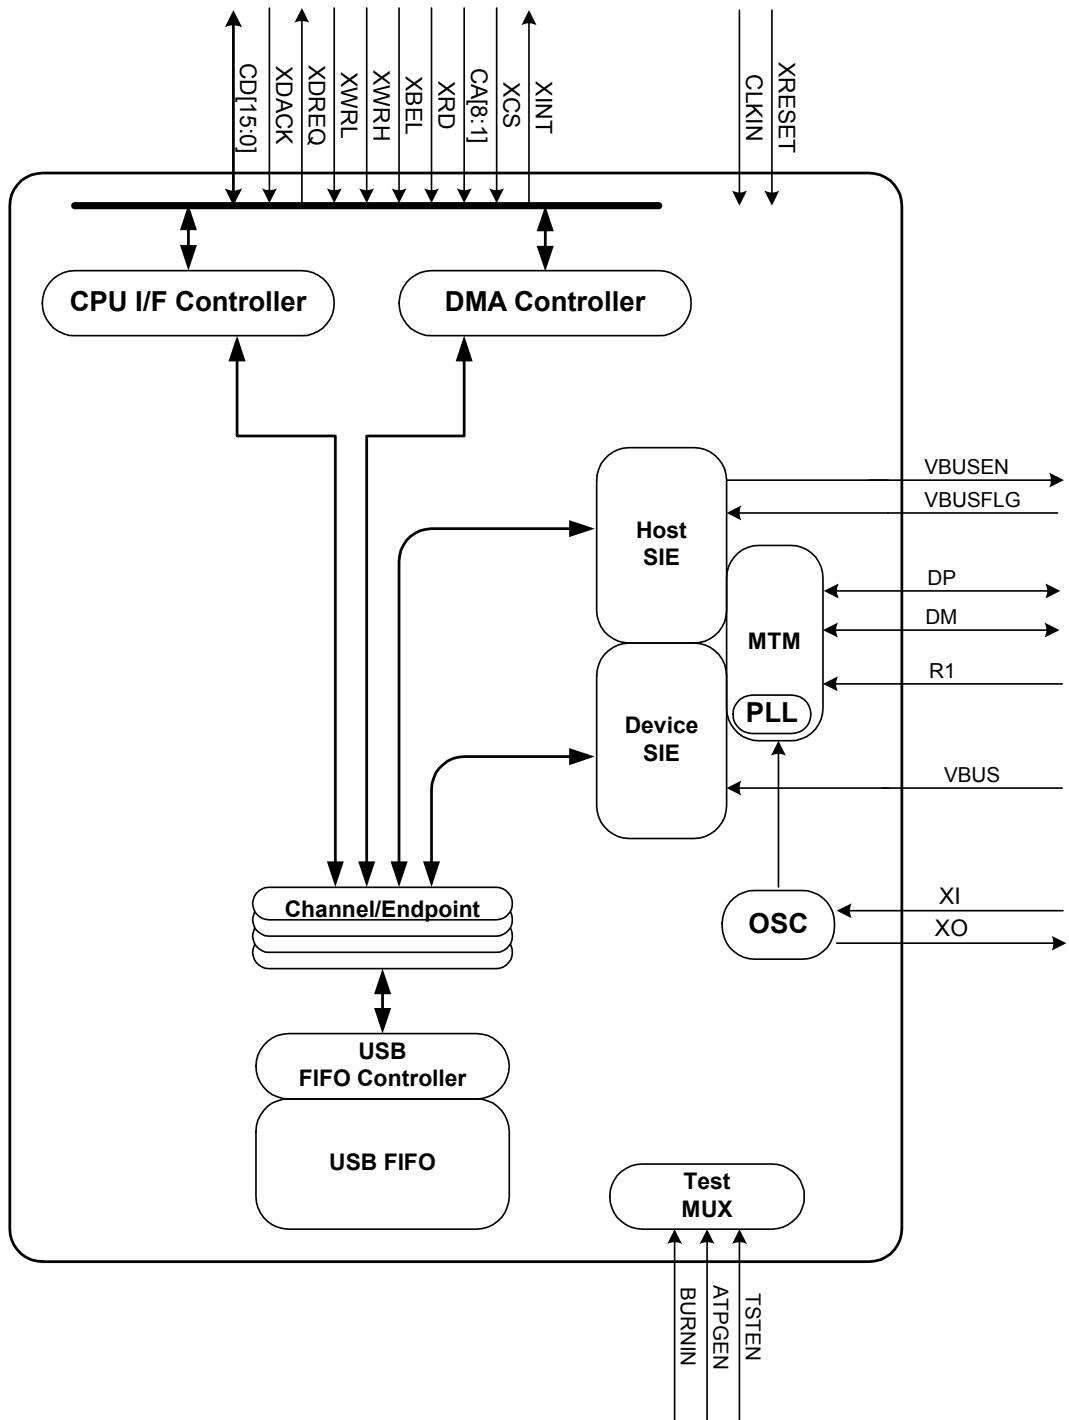 CD[15:0]
XDACK
XDREQ
XWRL
XWRH
XBEL
XRD
CA[8:1]
XCS
XINT
CLKIN
XRESET
CPU I/F Controller
DMA Controller
VBUSEN
VBUSFLG
Host
SIE
DP
DM
MTM
R1
PLL
Device
SIE
VBUS
XI
Channel/Endpoint
OSC
XO
USB
FIFO Controller
USB FIFO
Test
MUX
BURNIN
ATPGEN
TSTEN